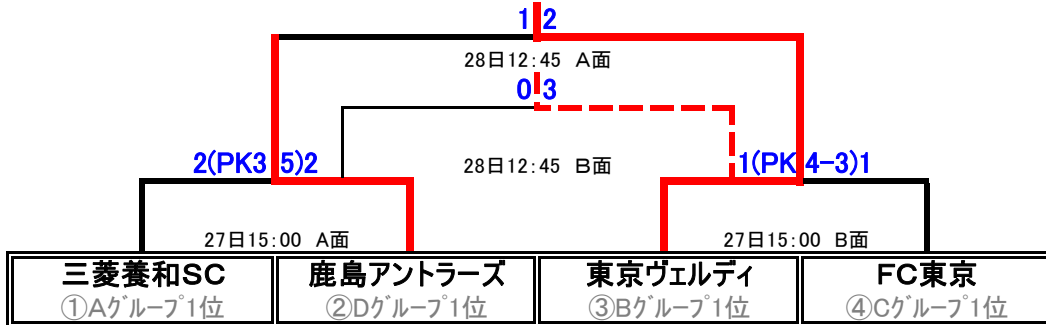 1 2
28日12:45 A面
0 3
2(PK3 5)2
28日12:45 B面
1(PK 4-3)1
27日15:00 A面
27日15:00 B面
三菱養和SC 鹿島アントラーズ 東京ヴェルディ FC東京
①Aグループ1位 ②Dグループ1位 ③Bグループ1位 ④Cグループ1位